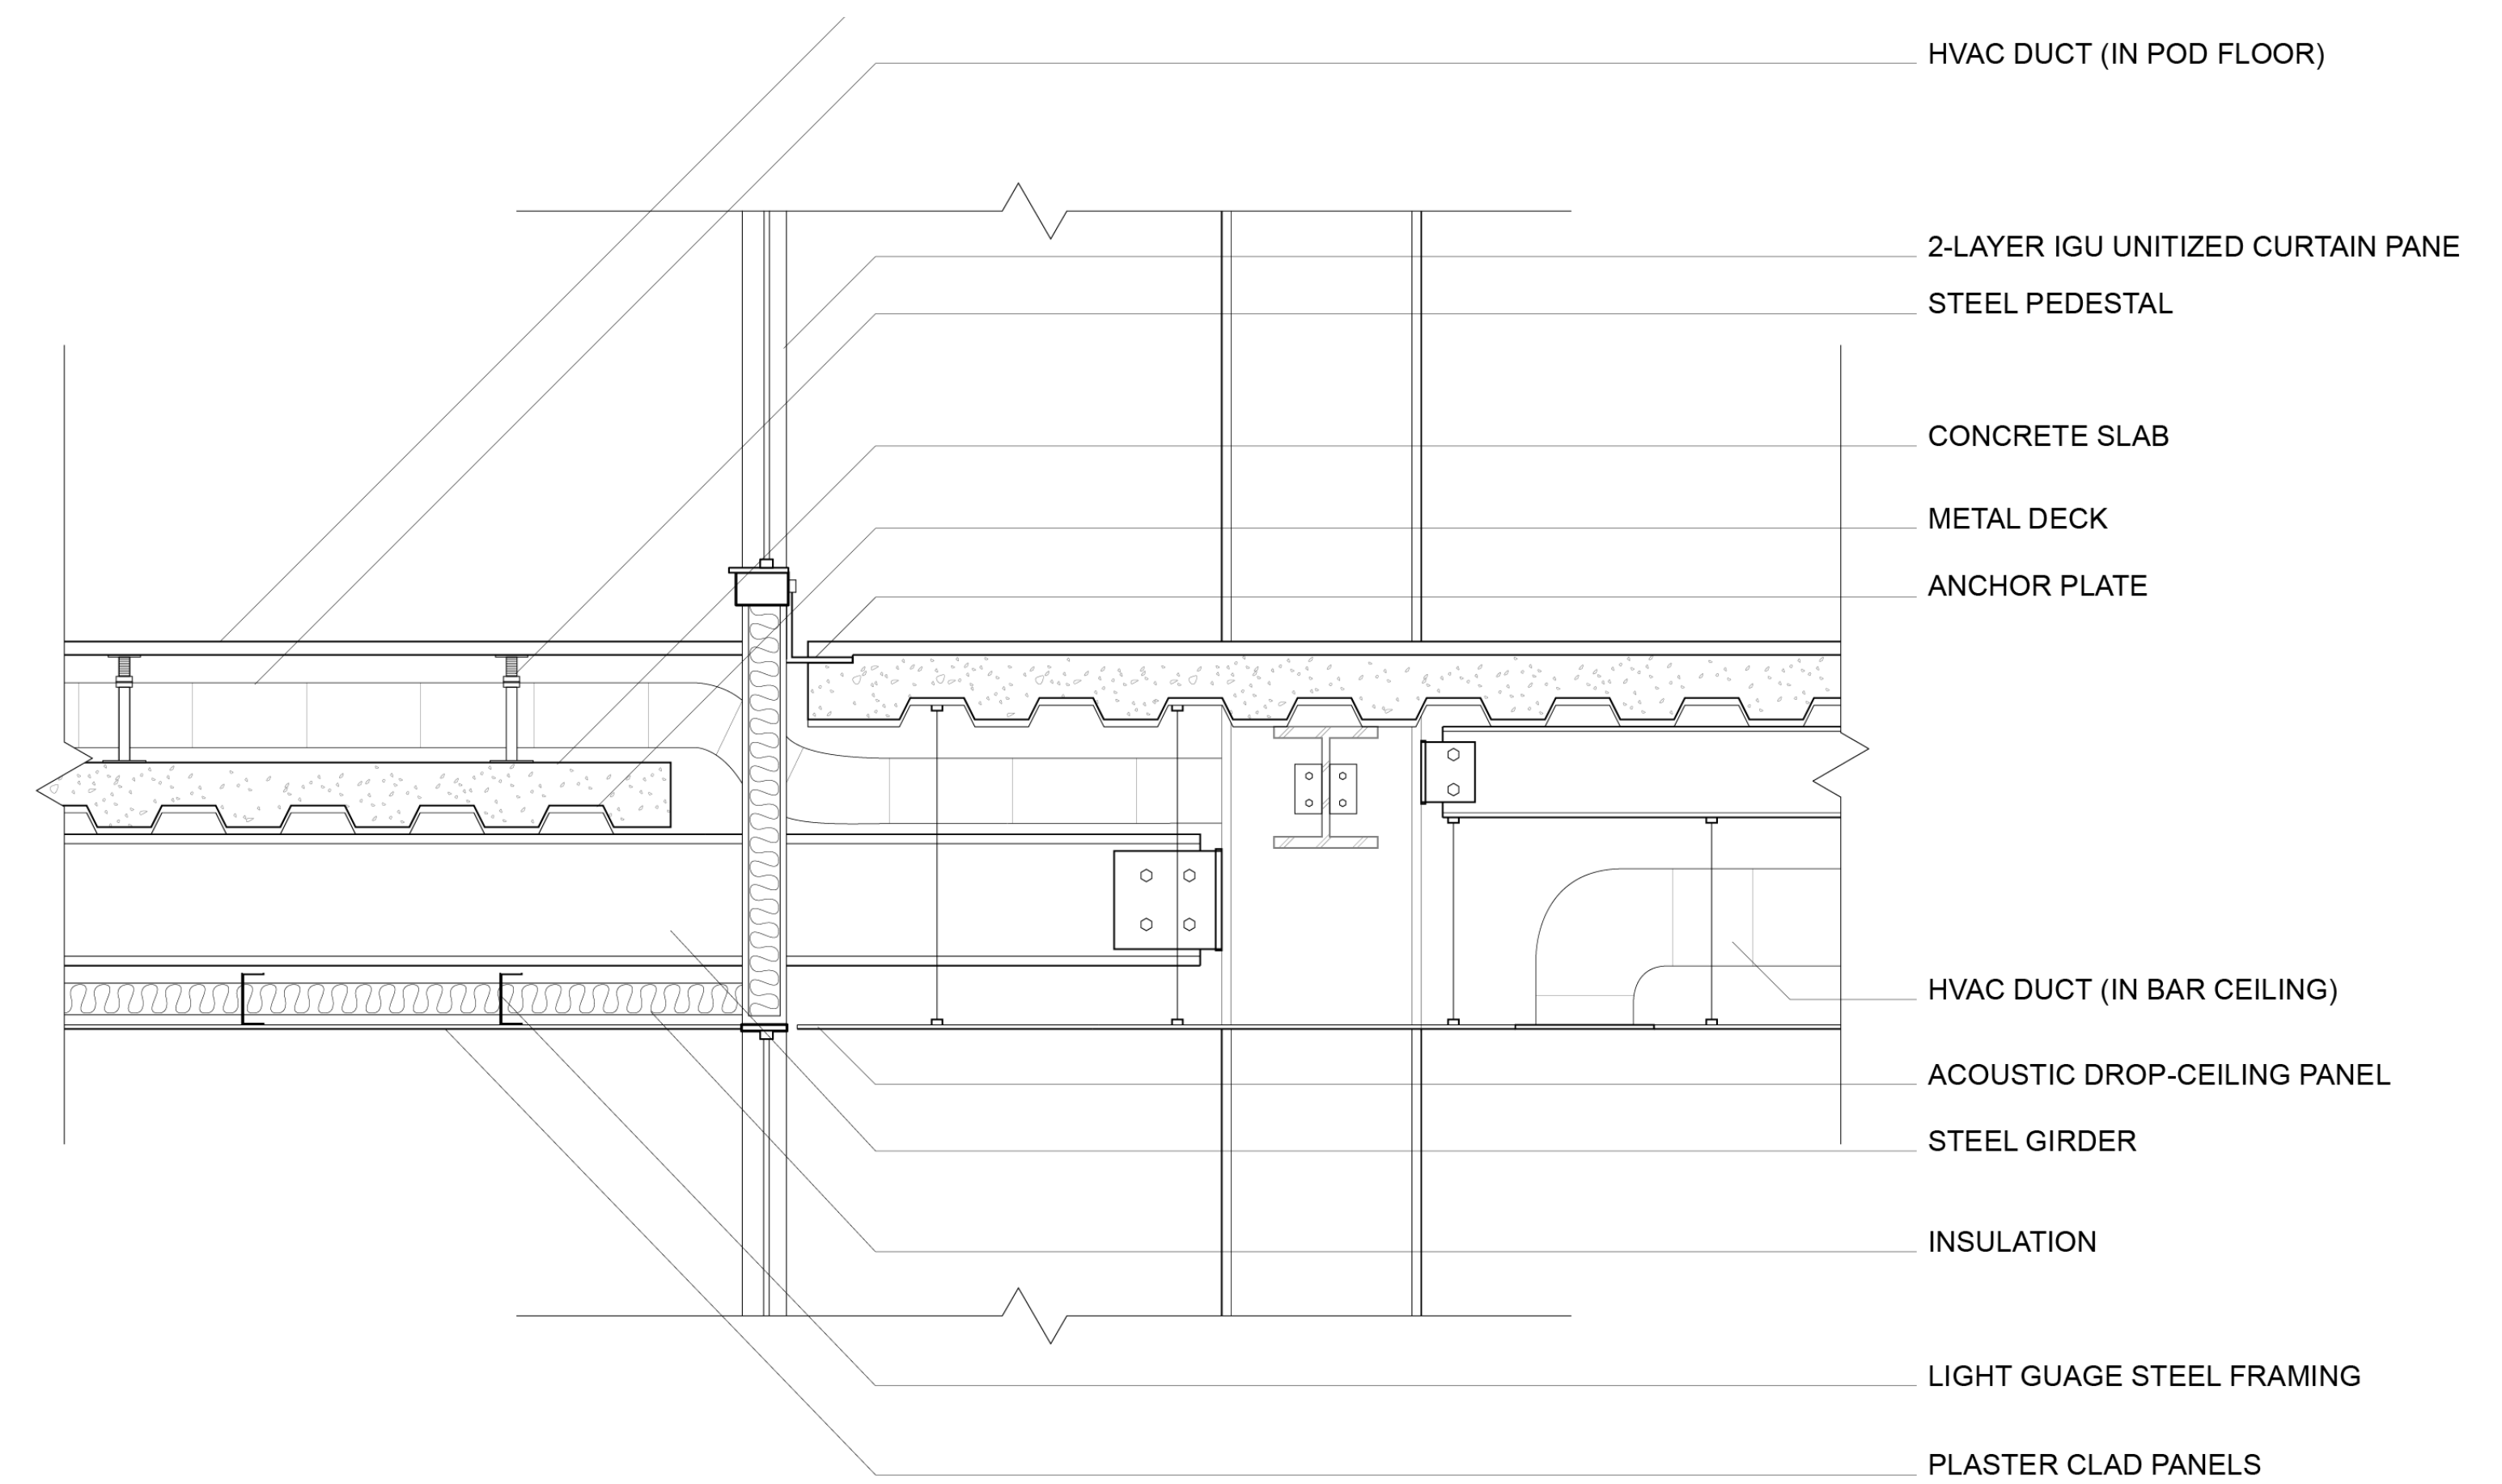 HVAC DUCT (IN POD FLOOR)
2-LAYER IGU UNITIZED CURTAIN PANE
STEEL PEDESTAL
CONCRETE SLAB
METAL DECK
ANCHOR PLATE
HVAC DUCT (IN BAR CEILING)
ACOUSTIC DROP-CEILING PANEL
STEEL GIRDER
INSULATION
LIGHT GUAGE STEEL FRAMING
PLASTER CLAD PANELS